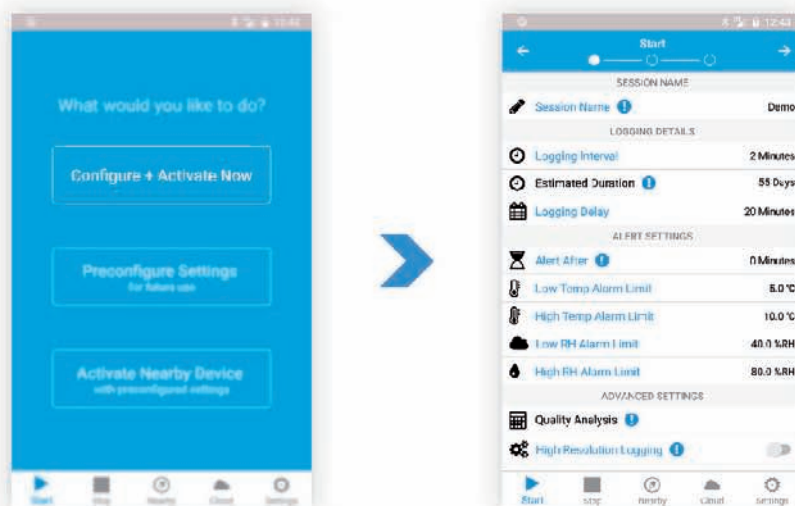 12:43
What would you like to do?
Configure + Activate Now
Preconfigure Settings
for future use
Activate Nearby Device
with preconfigured settings
Start
Stop
Nearby
Cloud
Settings
12:43
Start
SESSION NAME
Session Name
Demo
LOGGING DETAILS
Logging Interval
2 Minutes
Estimated Duration
55 Days
Logging Delay
20 Minutes
ALERT SETTINGS
Alert After
0 Minutes
Low Temp Alarm Limit
5.0 °C
High Temp Alarm Limit
10.0 °C
Low RH Alarm Limit
40.0 %RH
High RH Alarm Limit
80.0 %RH
ADVANCED SETTINGS
Quality Analysis
High Resolution Logging
Start
Stop
Nearby
Cloud
Settings